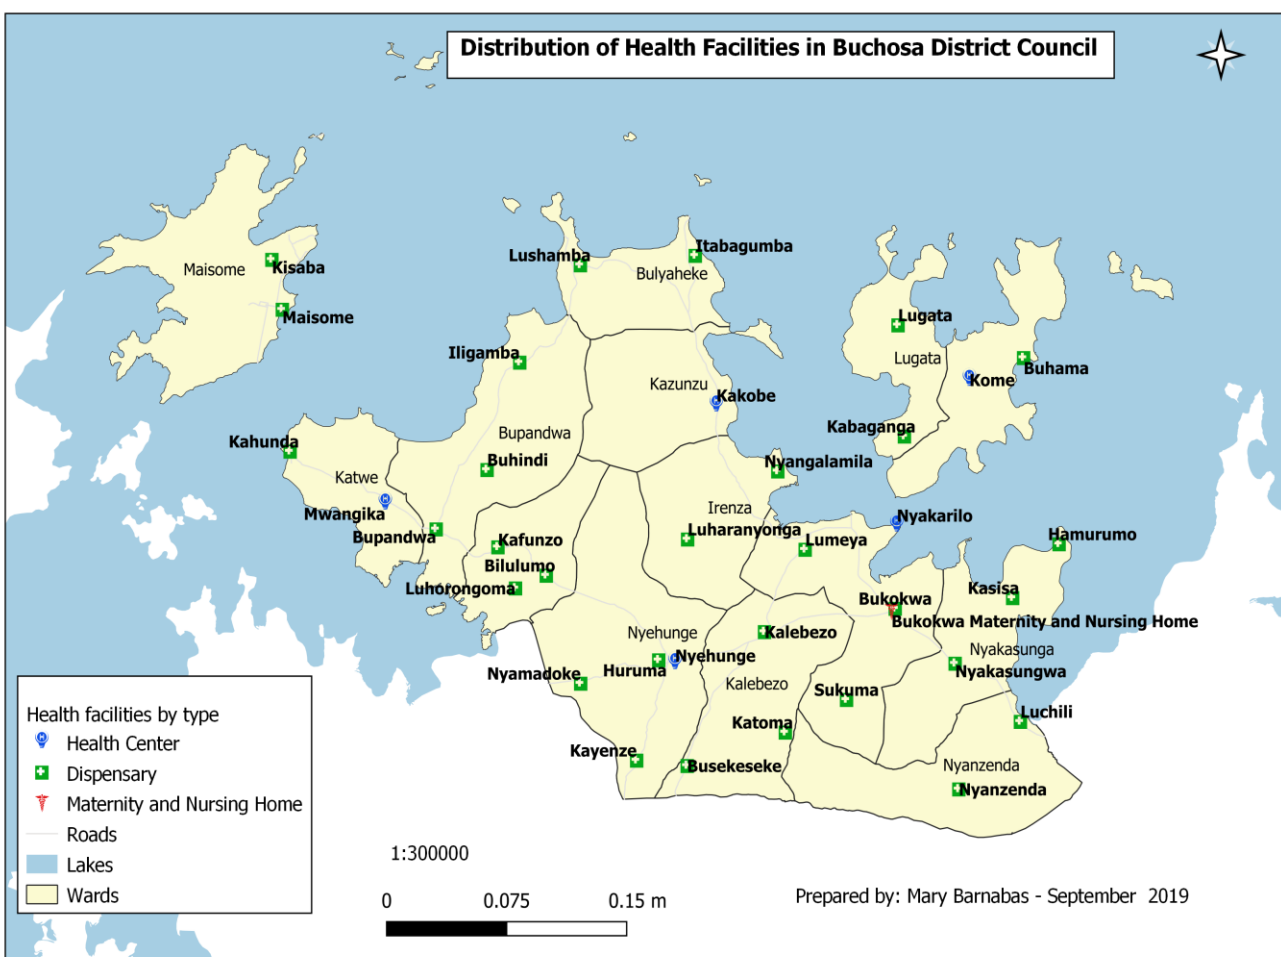 Distribution of Health Facilities in Buchosa District Council
Itabagumba
Lushamba
Bulyaheke
Maisome
Kisaba
Maisome
Lugata
Iligamba
Lugata
Buhama
Kazunzu
Kome
Kakobe
Kabaganga
Kahunda
Bupandwa
Buhindi
Nyangalamila
Katwe
Mwangika
Irenza
Nyakarilo
Bupandwa
Kafunzo
Luharanyonga
Lumeya
Hamurumo
Bilulumo
Luhorongoma
Kasisa
Bukokwa
Bukokwa Maternity and Nursing Home
Nyehunge
Kalebezo
Nyakasunga
Nyehunge
Huruma
Nyamadoke
Nyakasungwa
Kalebezo
Sukuma
Luchili
Katoma
Kayenze
Busekeseke
Nyanzenda
Nyanzenda
Health facilities by type
Health Center
Dispensary
Maternity and Nursing Home
Roads
Lakes
Wards
1:300000
0 0.075 0.15 m
Prepared by: Mary Barnabas - September 2019